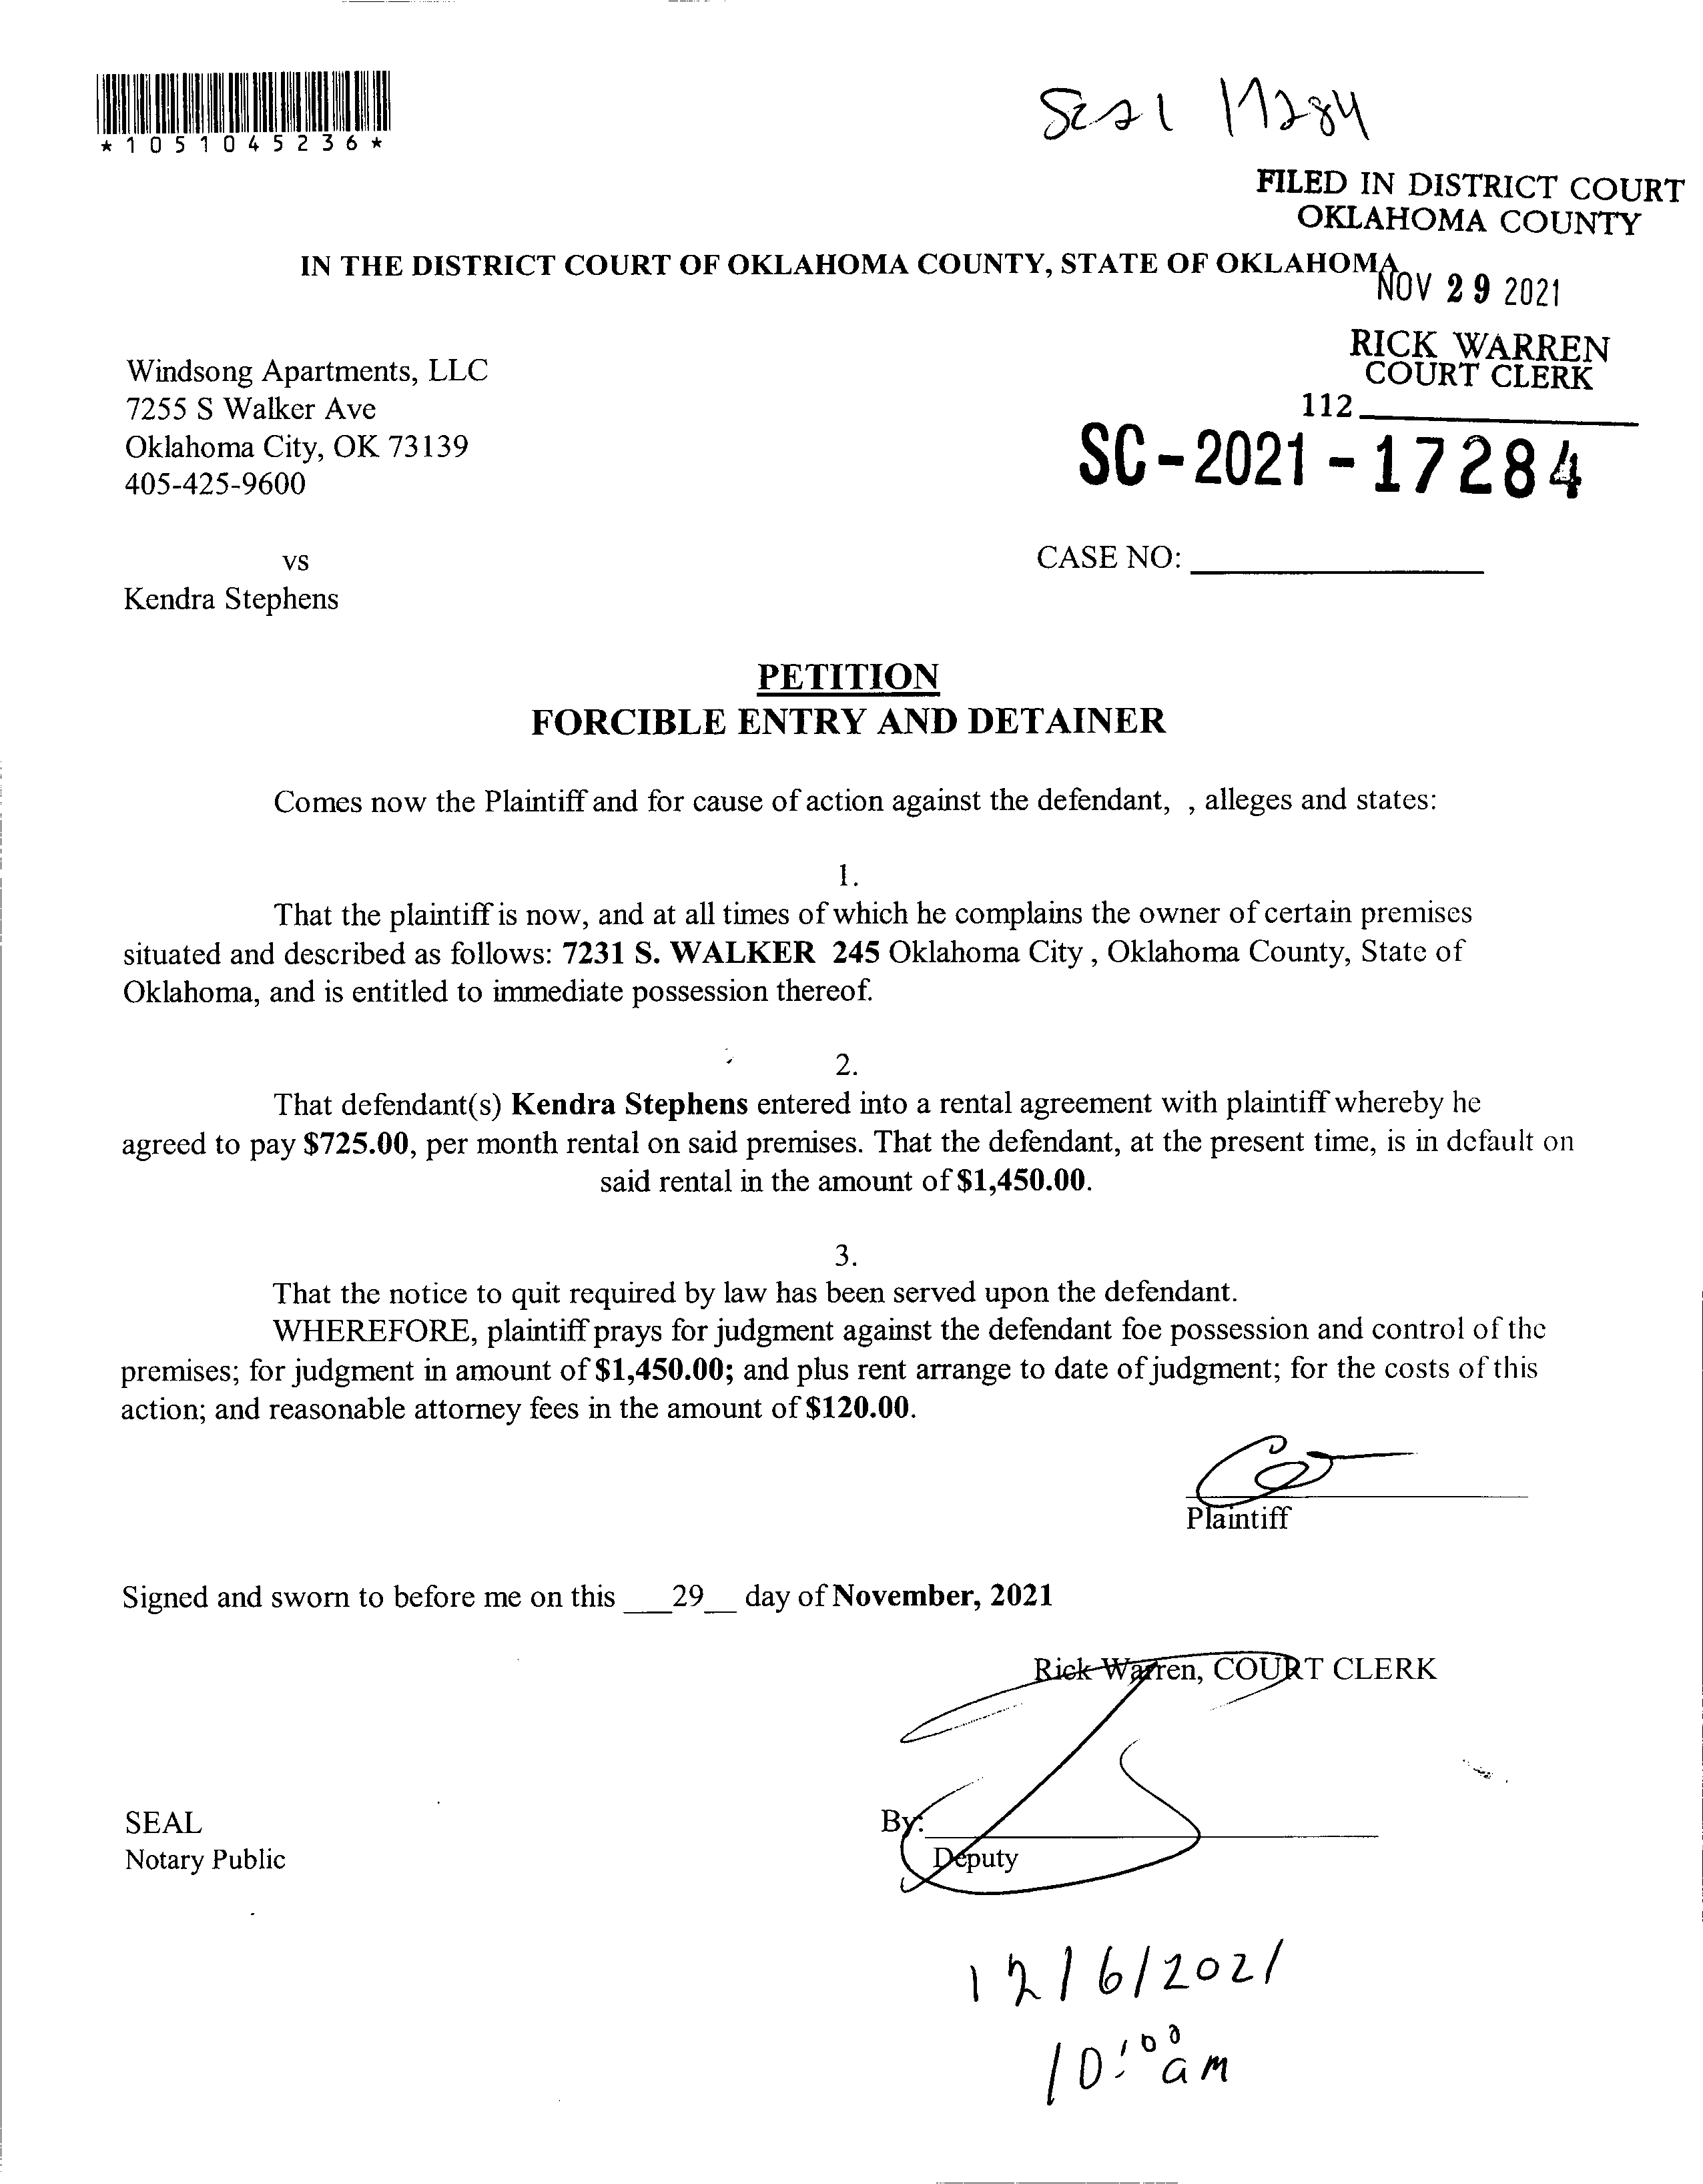 *1051045236*
SC21 17284
FILED IN DISTRICT COURT
OKLAHOMA COUNTY
IN THE DISTRICT COURT OF OKLAHOMA COUNTY, STATE OF OKLAHOMA
NOV 29 2021
RICK WARREN
COURT CLERK
112
SC-2021-17284
Windsong Apartments, LLC
7255 S Walker Ave
Oklahoma City, OK 73139
405-425-9600
vs
CASE NO:
Kendra Stephens
PETITION
FORCIBLE ENTRY AND DETAINER
Comes now the Plaintiff and for cause of action against the defendant, , alleges and states:
1.
That the plaintiff is now, and at all times of which he complains the owner of certain premises
situated and described as follows: 7231 S. WALKER 245 Oklahoma City , Oklahoma County, State of
Oklahoma, and is entitled to immediate possession thereof.
2.
That defendant(s) Kendra Stephens entered into a rental agreement with plaintiff whereby he
agreed to pay $725.00, per month rental on said premises. That the defendant, at the present time, is in default on
said rental in the amount of $1,450.00.
3.
That the notice to quit required by law has been served upon the defendant.
WHEREFORE, plaintiff prays for judgment against the defendant foe possession and control of the
premises; for judgment in amount of $1,450.00; and plus rent arrange to date of judgment; for the costs of this
action; and reasonable attorney fees in the amount of $120.00.
Plaintiff
Signed and sworn to before me on this ___29__ day of November, 2021
Rick Warren, COURT CLERK
SEAL
By:
Notary Public
Deputy
12/6/2021
10:00am